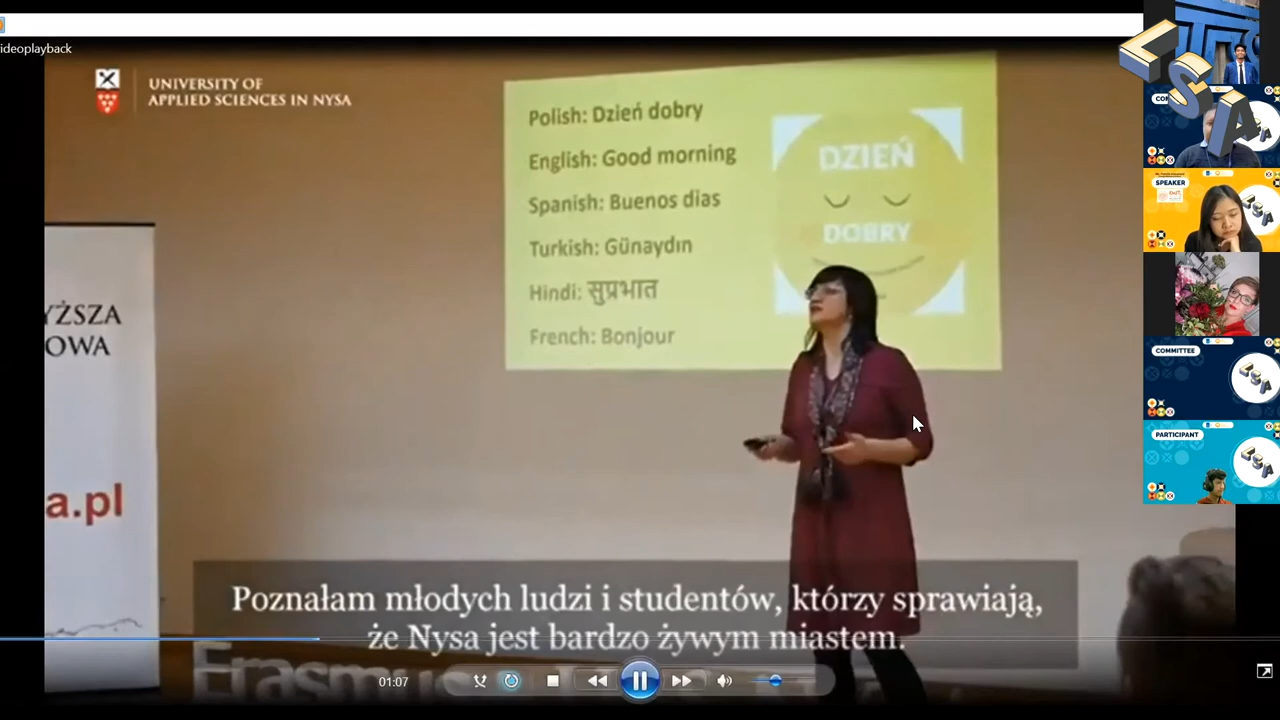 ideoplayback
UNIVERSITY OF
APPLIED SCIENCES IN NYSA
Polish: Dzień dobry
English: Good morning
Spanish: Buenos dias
Turkish: Günaydın
Hindi: सुप्रभात
French: Bonjour
DZIEŃ
DOBRY
YŻSZA
OWA
a.pl
Poznałam młodych ludzi i studentów, którzy sprawiają,
że Nysa jest bardzo żywym miastem.
Erasmus
01:07
LSA
SPEAKER
COMMITTEE
PARTICIPANT